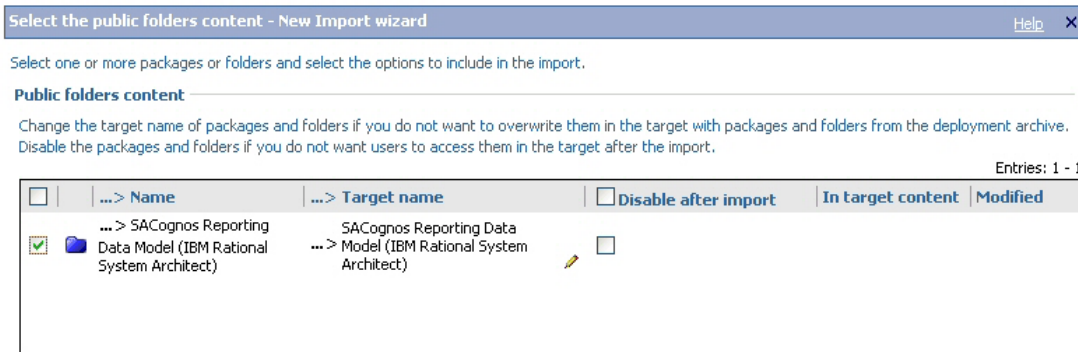 Select the public folders content - New Import wizard
Help X
Select one or more packages or folders and select the options to include in the import.
Public folders content
Change the target name of packages and folders if you do not want to overwrite them in the target with packages and folders from the deployment archive.
Disable the packages and folders if you do not want users to access them in the target after the import.
Entries: 1 - 1
...> Name
...> Target name
Disable after import
In target content
Modified
...> SACognos Reporting
Data Model (IBM Rational
System Architect)
SACognos Reporting Data
...> Model (IBM Rational System
Architect)